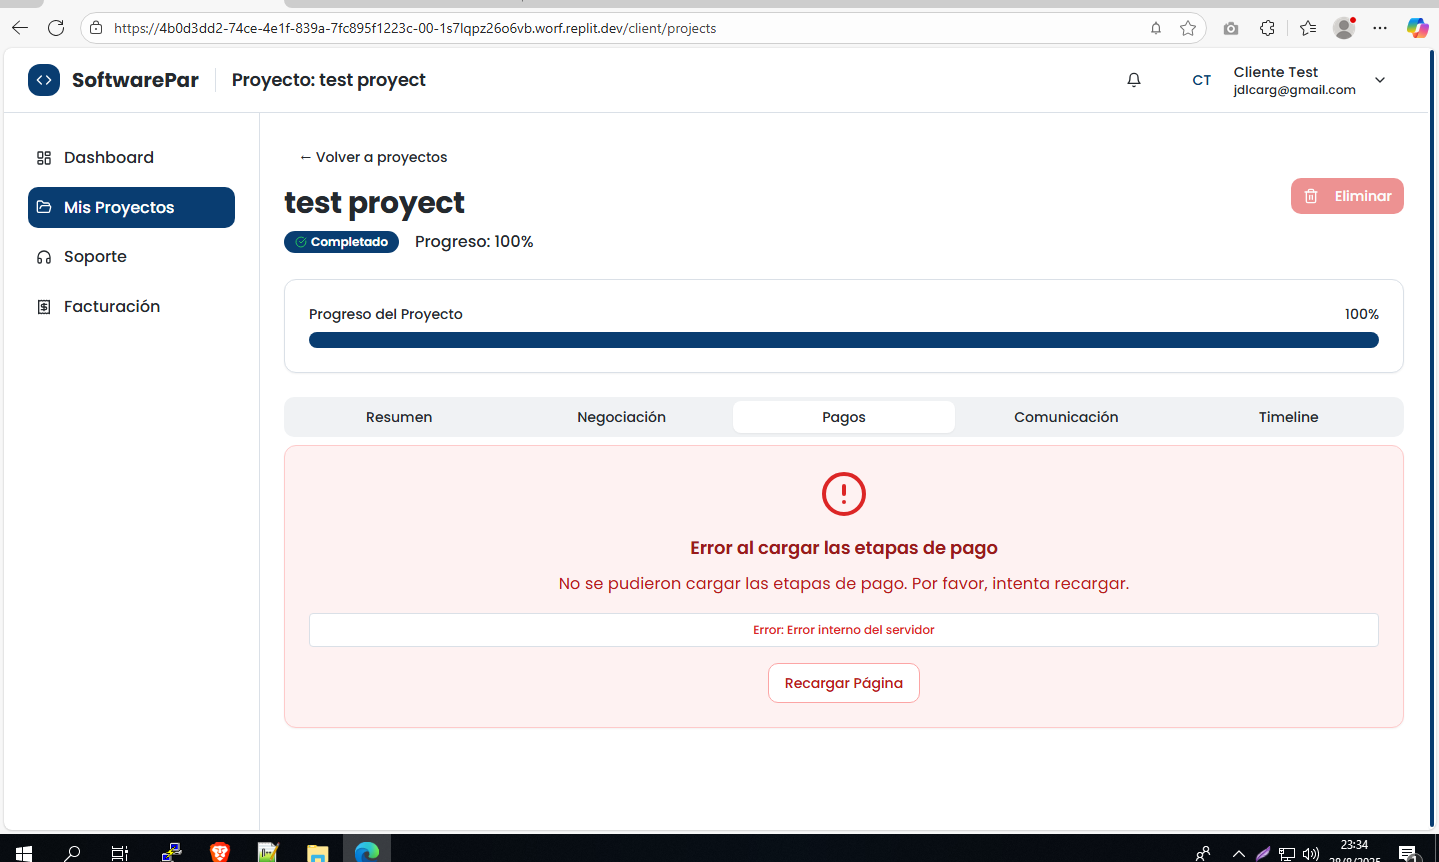 https://4b0d3dd2-74ce-4e1f-839a-7fc895f1223c-00-1s7lqpz26o6vb.worf.replit.dev/client/projects
SoftwarePar
Proyecto: test proyect
CT
Cliente Test
jdlcarg@gmail.com
Dashboard
Mis Proyectos
Soporte
Facturación
← Volver a proyectos
test proyect
Eliminar
Completado
Progreso: 100%
Progreso del Proyecto
100%
Resumen
Negociación
Pagos
Comunicación
Timeline
Error al cargar las etapas de pago
No se pudieron cargar las etapas de pago. Por favor, intenta recargar.
Error: Error interno del servidor
Recargar Página
23:34
28/8/2025